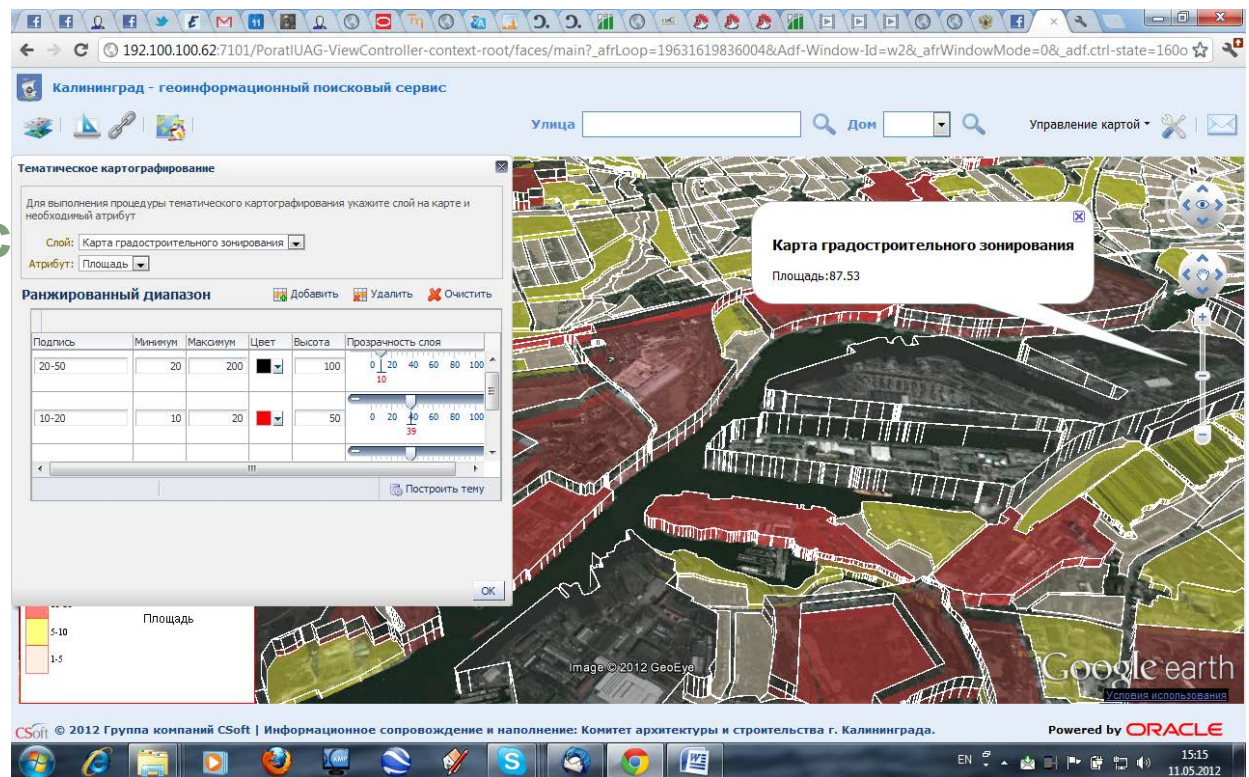 192.100.100.62:7101/PoratlUAG-ViewController-context-root/faces/main?_afrLoop=19631619836004&Adf-Window-Id=w2&_afrWindowMode=0&_adf.ctrl-state=160o
Калининград - геоинформационный поисковый сервис
Улица Дом Управление картой
Тематическое картографирование
Для выполнения процедуры тематического картографирования укажите слой на карте и
необходимый атрибут
Слой: Карта градостроительного зонирования
Атрибут: Площадь
Ранжированный диапазон Добавить Удалить Очистить
Подпись Минимум Максимум Цвет Высота Прозрачность слоя
20-50 20 200 100 0 20 40 60 80 100
10
10-20 10 20 50 0 20 40 60 80 100
39
Построить тему
OK
N
Карта градостроительного зонирования
Площадь:87.53
Площадь
5-10
1-5
Image © 2012 GeoEye
Google earth
Условия использования
CSoft © 2012 Группа компаний CSoft | Информационное сопровождение и наполнение: Комитет архитектуры и строительства г. Калининграда. Powered by ORACLE
EN 15:15
11.05.2012